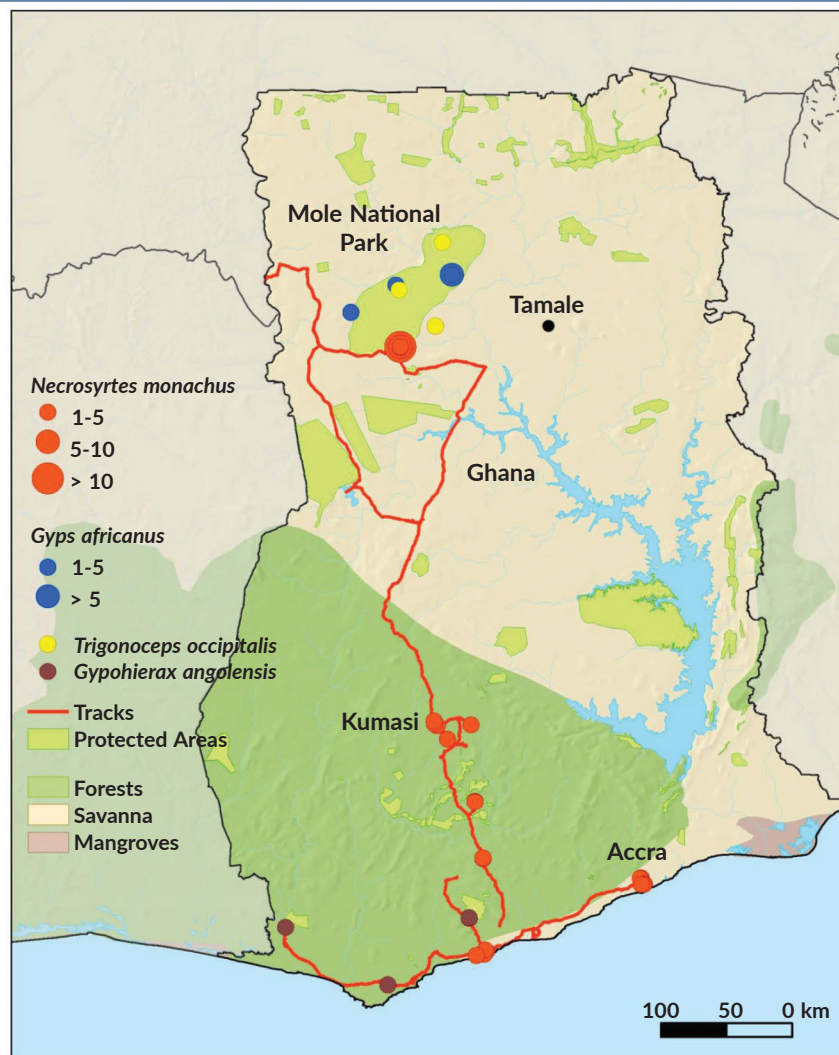 Mole National
Park
Tamale
Necrosyrtes monachus
1-5
5-10
> 10
Ghana
Gyps africanus
1-5
> 5
Trigonoceps occipitalis
Gypohierax angolensis
Tracks
Kumasi
Protected Areas
Forests
Savanna
Mangroves
Accra
100 50 0 km